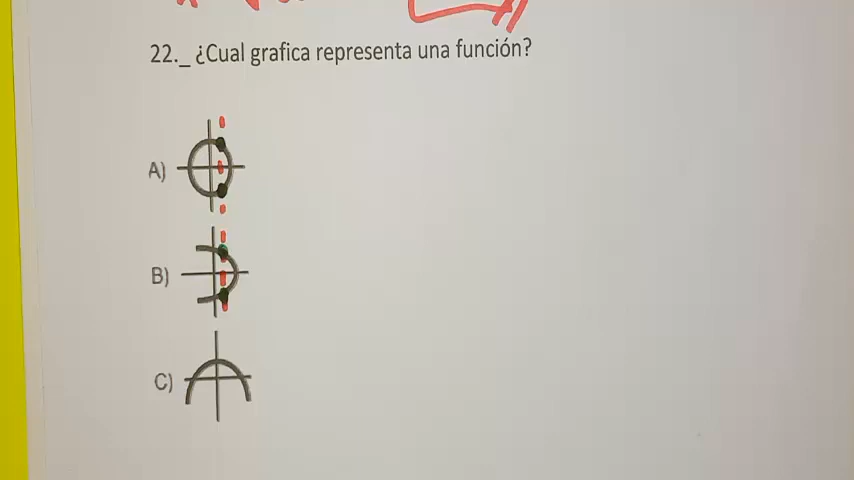 22._ ¿Cual grafica representa una función?
A)
B)
C)